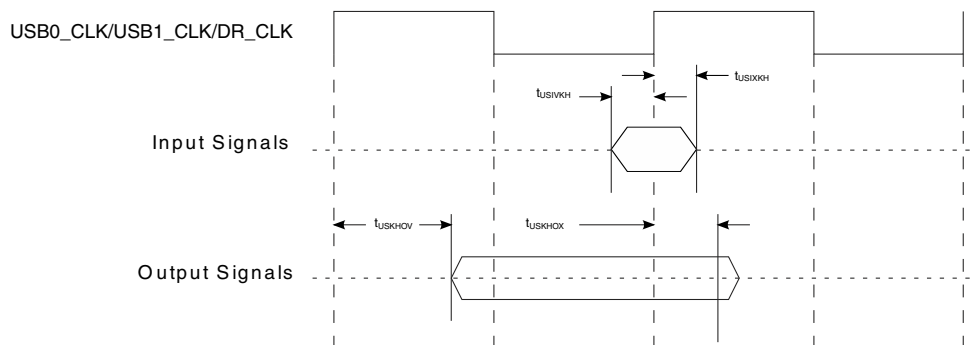 USB0_CLK/USB1_CLK/DR_CLK
tUSIXKH
tUSIVKH
Input Signals
tUSKHOV
tUSKHOX
Output Signals